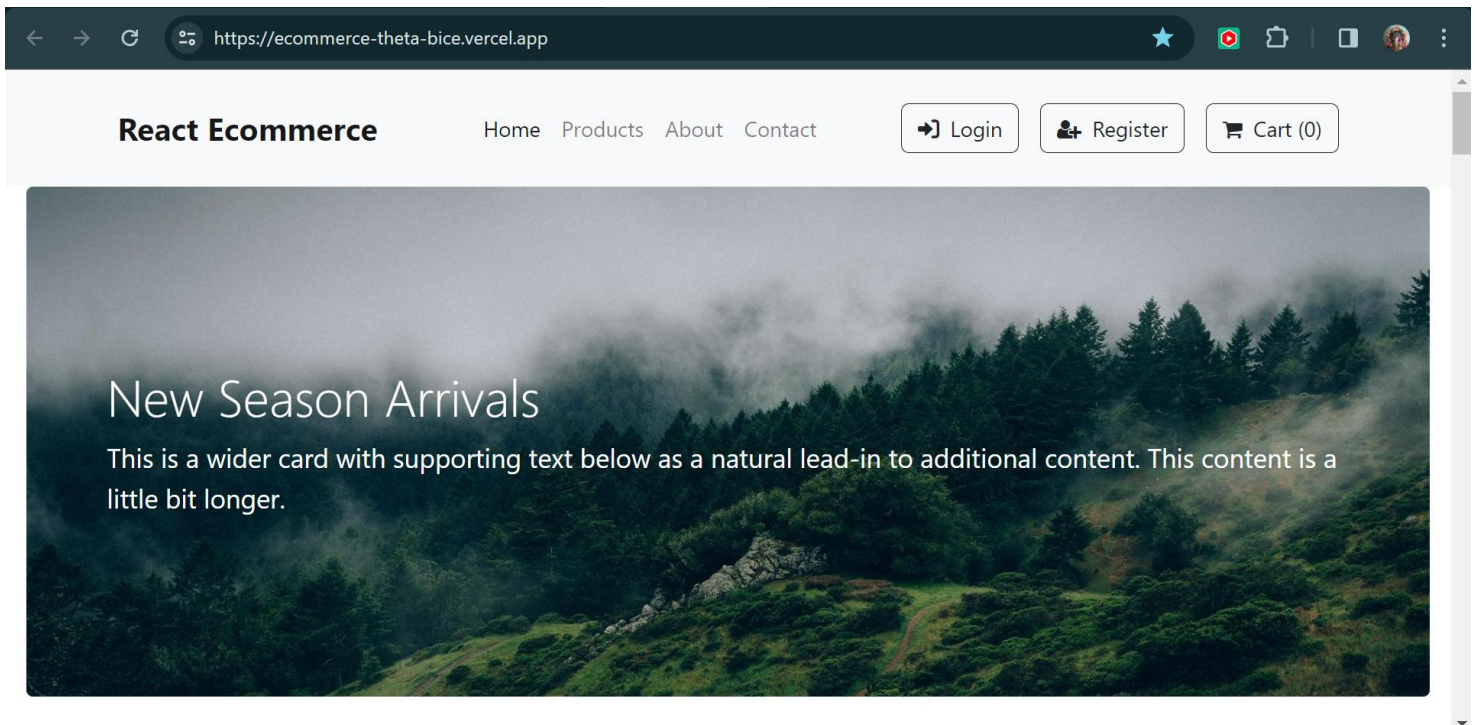 https://ecommerce-theta-bice.vercel.app
React Ecommerce Home Products About Contact Login Register Cart (0)
New Season Arrivals
This is a wider card with supporting text below as a natural lead-in to additional content. This content is a
little bit longer.